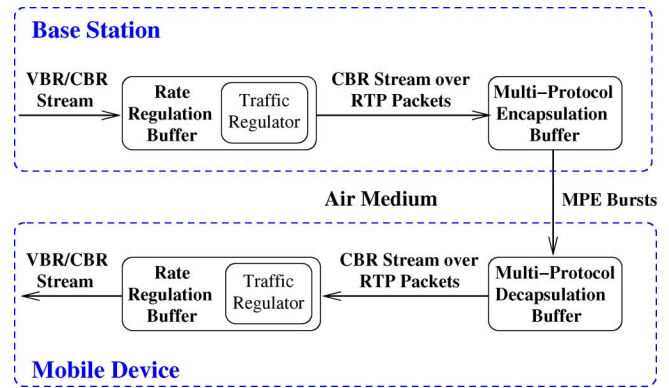 Base Station
VBR/CBR
Stream
Rate
Regulation
Buffer
Traffic
Regulator
CBR Stream over
RTP Packets
Multi−Protocol
Encapsulation
Buffer
Air Medium
MPE Bursts
VBR/CBR
Stream
Rate
Regulation
Buffer
Traffic
Regulator
CBR Stream over
RTP Packets
Multi−Protocol
Decapsulation
Buffer
Mobile Device